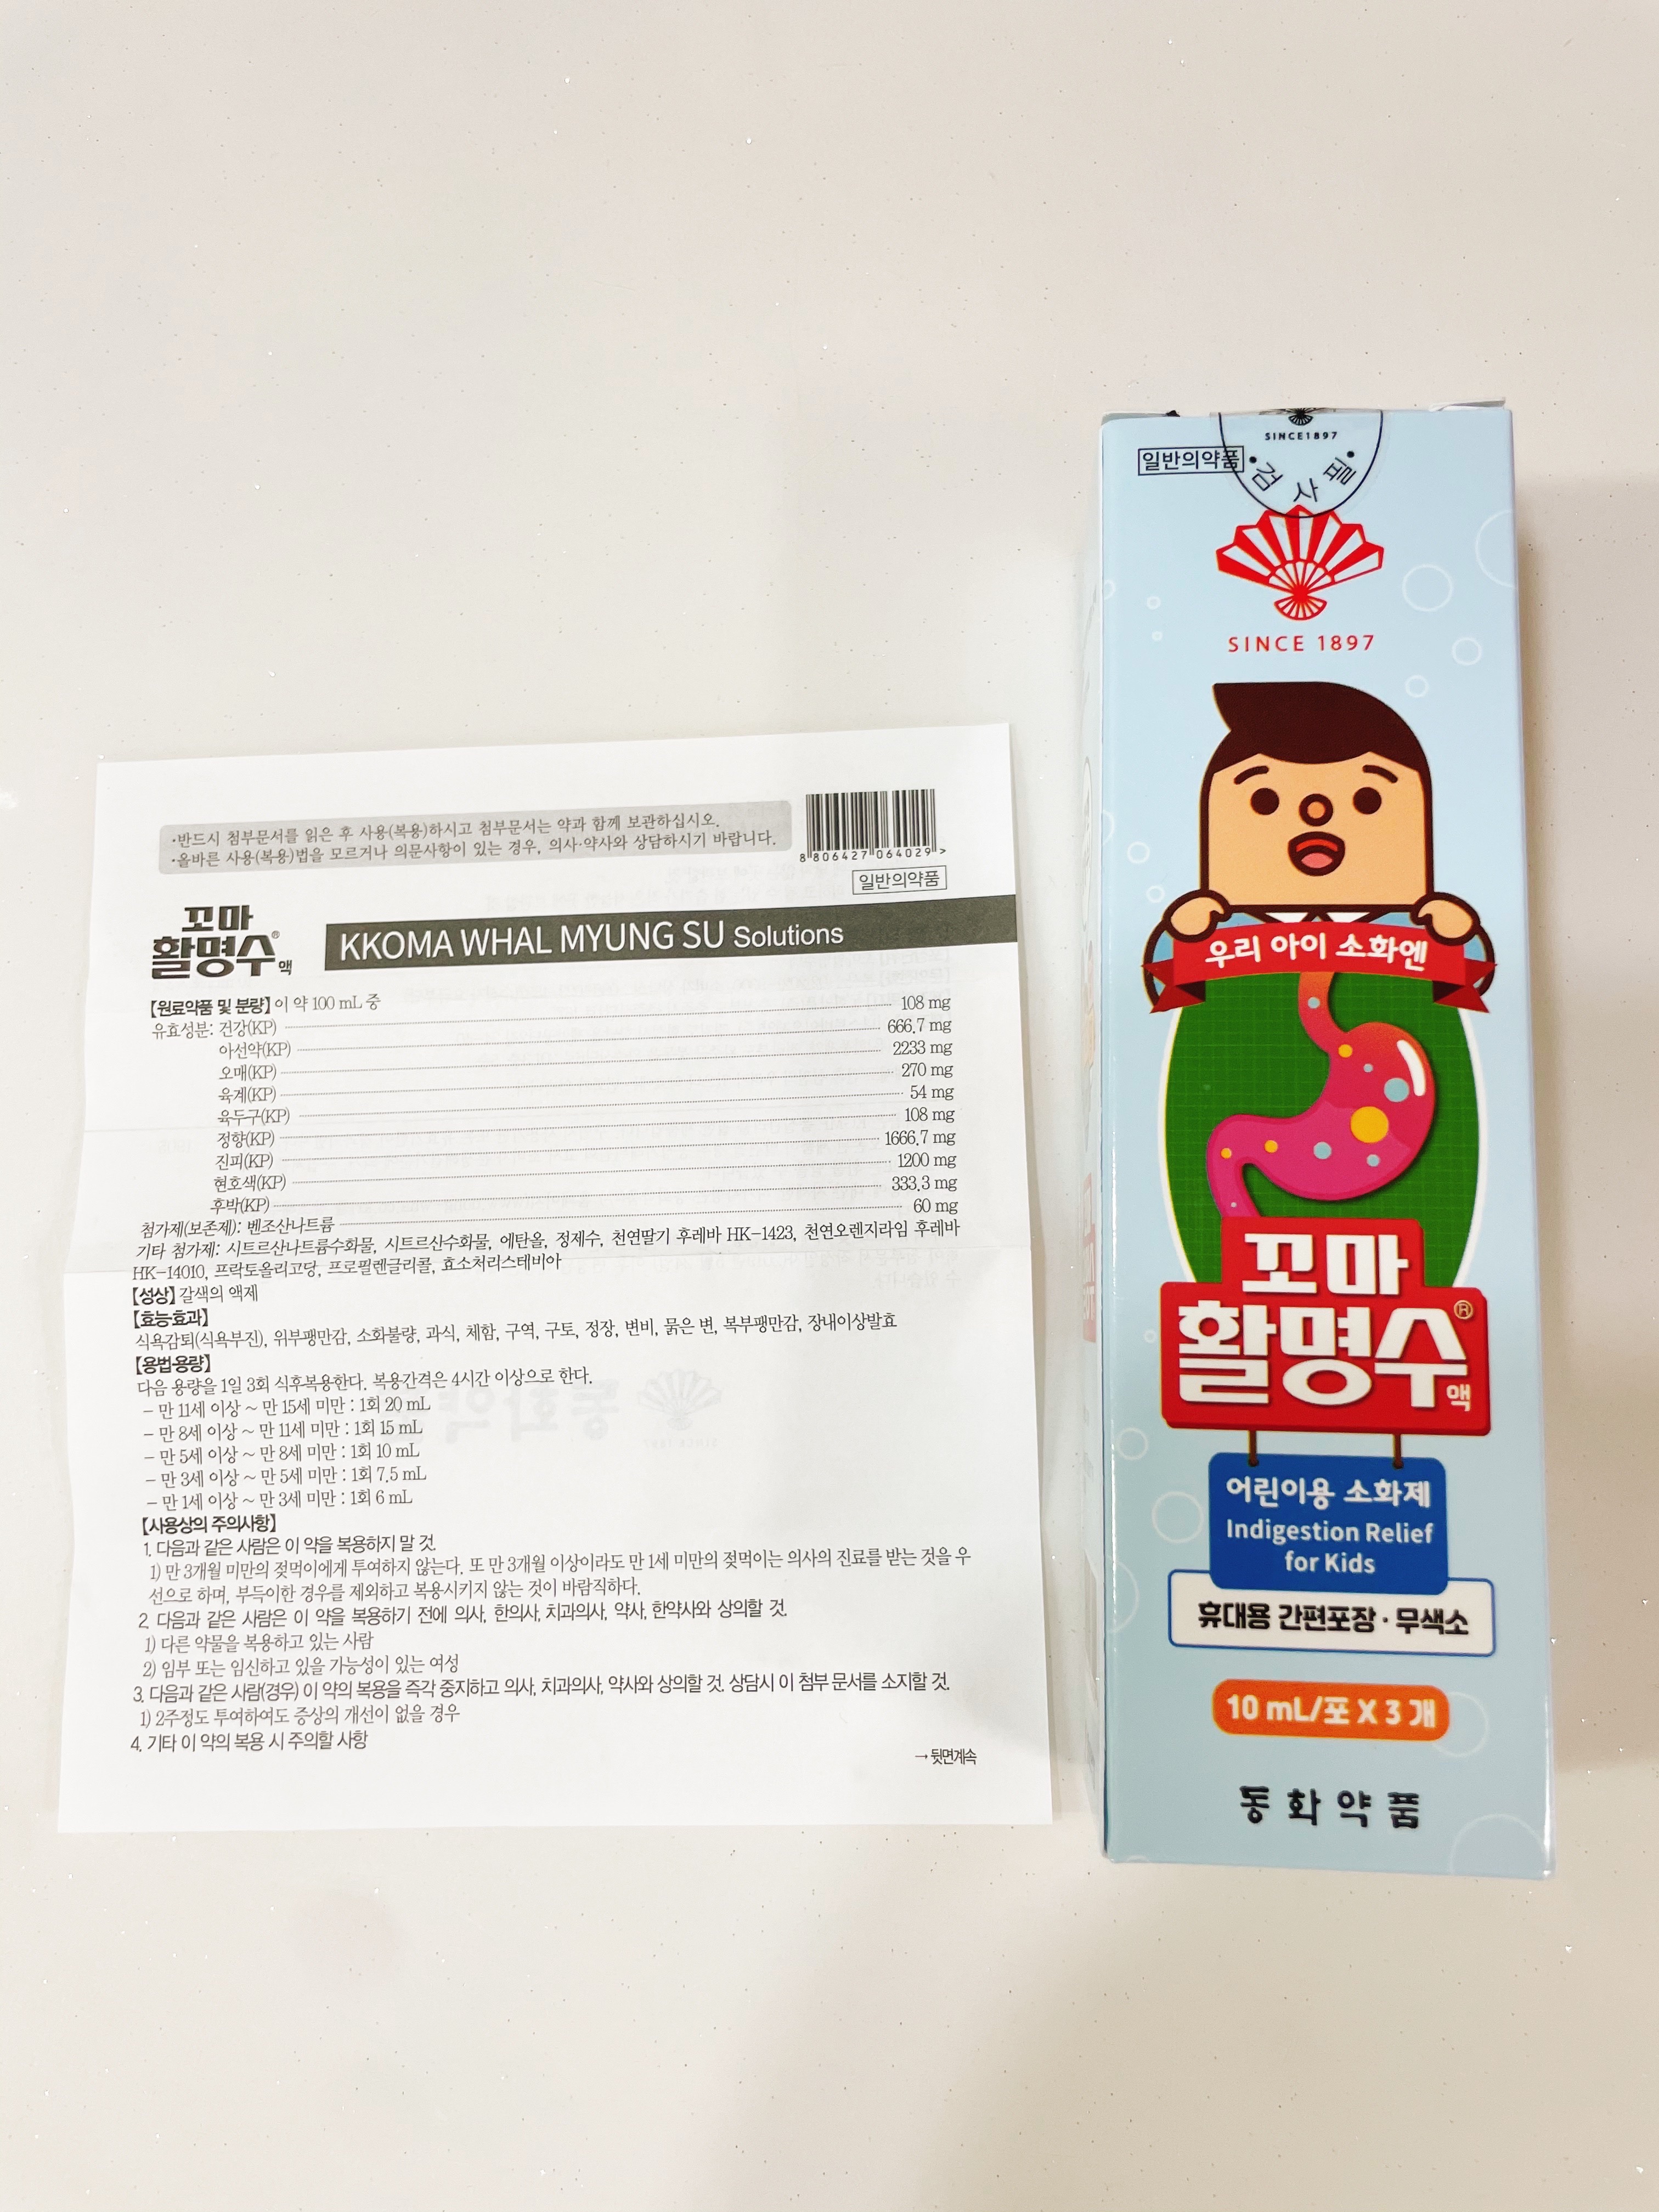 ·반드시 첨부문서를 읽은 후 사용(복용)하시고 첨부문서는 약과 함께 보관하십시오.
·올바른 사용(복용)법을 모르거나 의문사항이 있는 경우, 의사·약사와 상담하시기 바랍니다.
8 806427 064029 >
일반의약품
꼬마
활명수® 액
KKOMA WHAL MYUNG SU Solutions
【원료약품 및 분량】 이 약 100 mL 중
유효성분: 건강(KP) 108 mg
아선약(KP) 666.7 mg
오매(KP) 2233 mg
육계(KP) 270 mg
육두구(KP) 54 mg
정향(KP) 108 mg
진피(KP) 1666.7 mg
현호색(KP) 1200 mg
후박(KP) 333.3 mg
첨가제(보존제): 벤조산나트륨 60 mg
기타 첨가제: 시트르산나트륨수화물, 시트르산수화물, 에탄올, 정제수, 천연딸기 후레바 HK-1423, 천연오렌지라임 후레바
HK-14010, 프락토올리고당, 프로필렌글리콜, 효소처리스테비아
【성상】 갈색의 액제
【효능·효과】
식욕감퇴(식욕부진), 위부팽만감, 소화불량, 과식, 체함, 구역, 구토, 정장, 변비, 묽은 변, 복부팽만감, 장내이상발효
【용법·용량】
다음 용량을 1일 3회 식후복용한다. 복용간격은 4시간 이상으로 한다.
- 만 11세 이상 ~ 만 15세 미만 : 1회 20 mL
- 만 8세 이상 ~ 만 11세 미만 : 1회 15 mL
- 만 5세 이상 ~ 만 8세 미만 : 1회 10 mL
- 만 3세 이상 ~ 만 5세 미만 : 1회 7.5 mL
- 만 1세 이상 ~ 만 3세 미만 : 1회 6 mL
【사용상의 주의사항】
1. 다음과 같은 사람은 이 약을 복용하지 말 것.
1) 만 3개월 미만의 젖먹이에게 투여하지 않는다. 또 만 3개월 이상이라도 만 1세 미만의 젖먹이는 의사의 진료를 받는 것을 우
선으로 하며, 부득이한 경우를 제외하고 복용시키지 않는 것이 바람직하다.
2. 다음과 같은 사람은 이 약을 복용하기 전에 의사, 한의사, 치과의사, 약사, 한약사와 상의할 것.
1) 다른 약물을 복용하고 있는 사람
2) 임부 또는 임신하고 있을 가능성이 있는 여성
3. 다음과 같은 사람(경우) 이 약의 복용을 즉각 중지하고 의사, 치과의사, 약사와 상의할 것. 상담시 이 첨부 문서를 소지할 것.
1) 2주정도 투여하여도 증상의 개선이 없을 경우
4. 기타 이 약의 복용 시 주의할 사항
→ 뒷면계속
일반의약품
SINCE1897
·검사필·
SINCE 1897
우리 아이 소화엔
꼬마
활명수® 액
어린이용 소화제
Indigestion Relief
for Kids
휴대용 간편포장·무색소
10 mL/포 X 3 개
동화약품